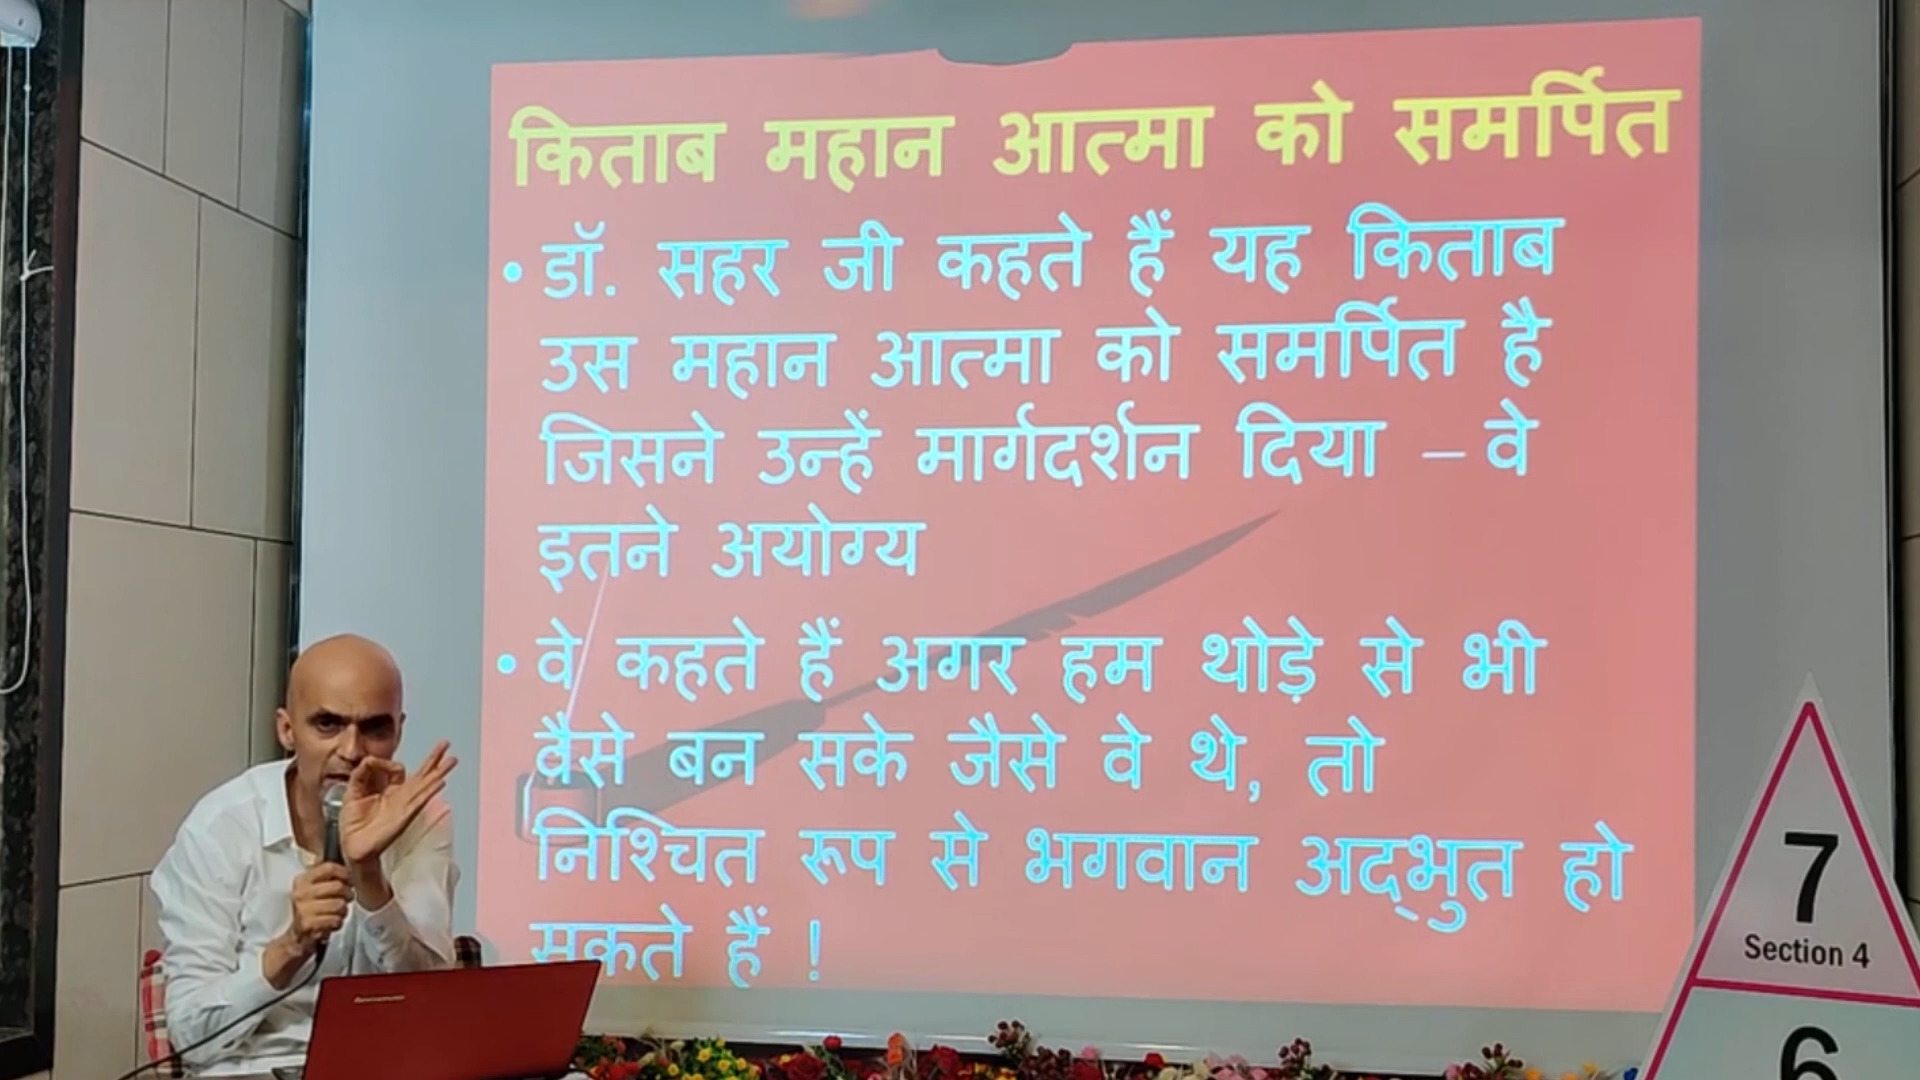 किताब महान आत्मा को समर्पित
• डॉ. सहर जी कहते हैं यह किताब
उस महान आत्मा को समर्पित है
जिसने उन्हें मार्गदर्शन दिया – वे
इतने अयोग्य
• वे कहते हैं अगर हम थोड़े से भी
वैसे बन सके जैसे वे थे, तो
निश्चित रूप से भगवान अद्‌भुत हो
सकते हैं !
7
Section 4
6